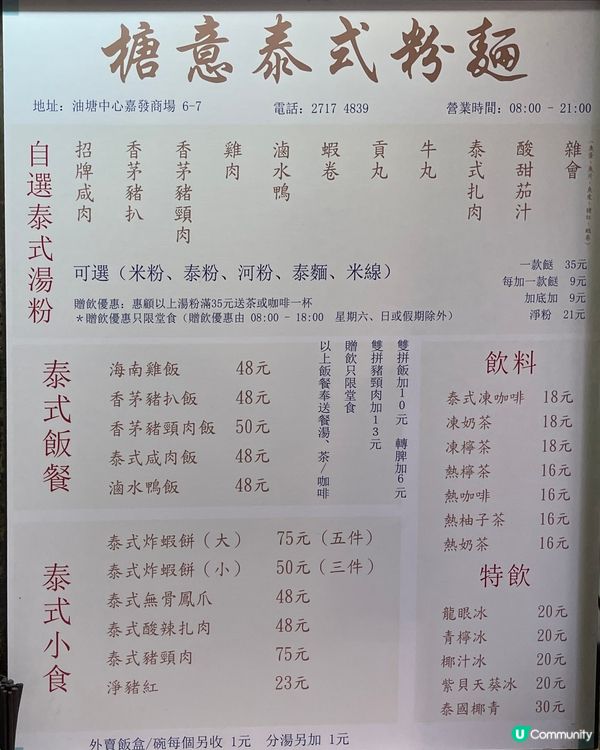 搪意泰式粉麵
地址：油塘中心嘉發商場 6-7
電話：2717 4839
營業時間：08:00 - 21:00
自選泰式湯粉
招牌咸肉
香茅豬扒
香茅豬頸肉
雞肉
滷水鴨
蝦卷
貢丸
牛丸
泰式扎肉
酸甜茄汁
雜會
可選（米粉、泰粉、河粉、泰麵、米線）
一款餸 35元
每加一款餸 9元
加底加 9元
淨粉 21元
贈飲優惠：惠顧以上湯粉滿35元送茶或咖啡一杯
＊贈飲優惠只限堂食（贈飲優惠由 08:00 - 18:00 星期六、日或假期除外）
泰式飯餐
海南雞飯 48元
香茅豬扒飯 48元
香茅豬頸肉飯 50元
泰式咸肉飯 48元
滷水鴨飯 48元
雙拼飯加10元 轉脾加6元
雙拼豬頸肉加13元
贈飲只限堂食
以上飯餐奉送餐湯、茶/咖啡
泰式小食
泰式炸蝦餅（大） 75元（五件）
泰式炸蝦餅（小） 50元（三件）
泰式無骨鳳爪 48元
泰式酸辣扎肉 48元
泰式豬頸肉 75元
淨豬紅 23元
飲料
泰式凍咖啡 18元
凍奶茶 18元
凍檸茶 18元
熱檸茶 16元
熱咖啡 16元
熱柚子茶 16元
熱奶茶 16元
特飲
龍眼冰 20元
青檸冰 20元
椰汁冰 20元
紫貝天葵冰 20元
泰國椰青 30元
外賣飯盒/碗每個另收 1元 分湯另加 1元
U Community